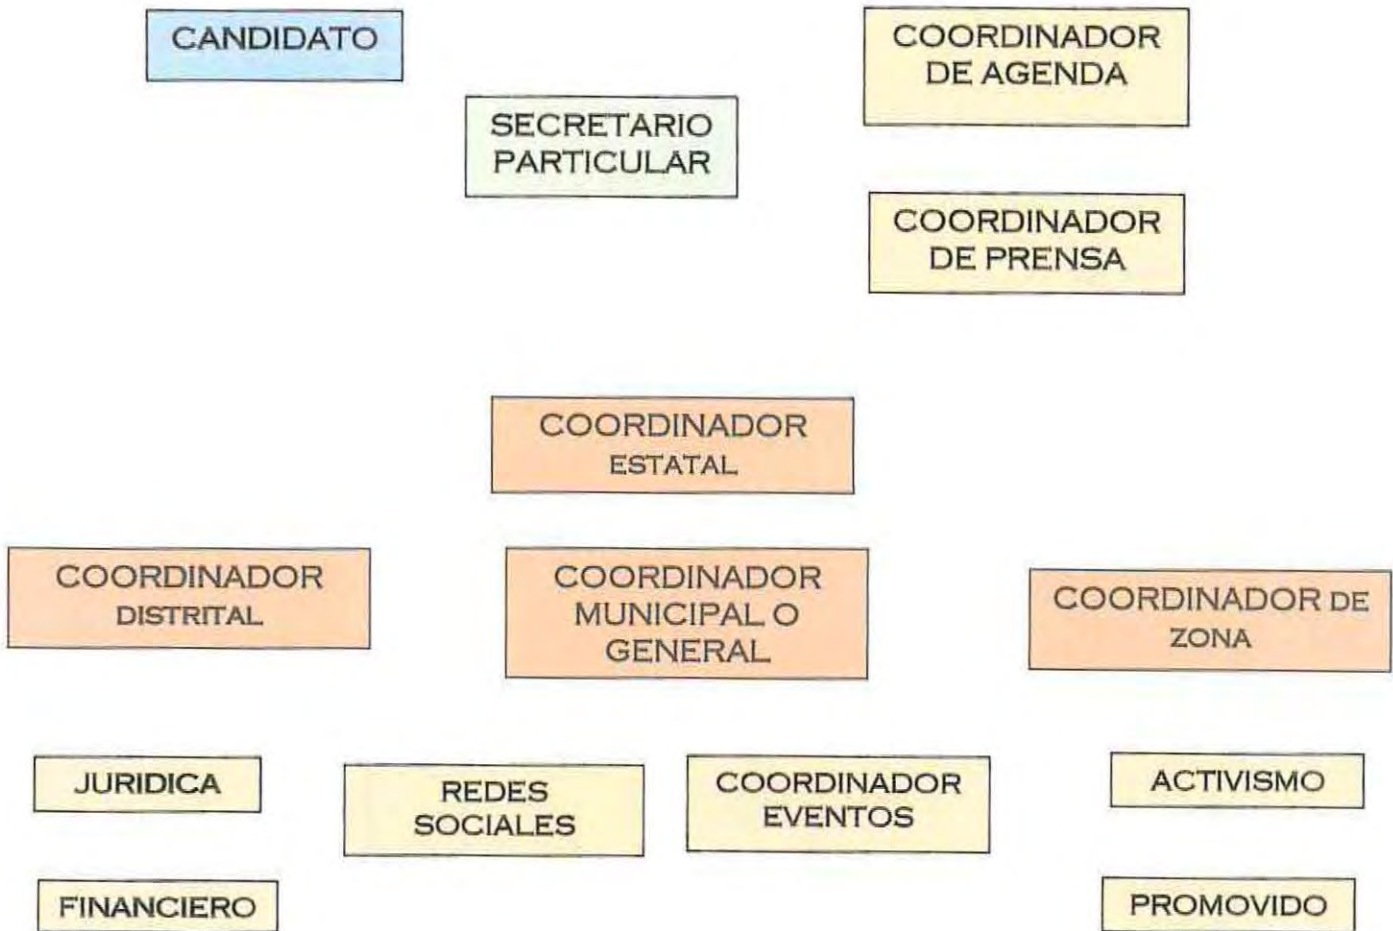 CANDIDATO
COORDINADOR
DE AGENDA
SECRETARIO
PARTICULAR
COORDINADOR
DE PRENSA
COORDINADOR
ESTATAL
COORDINADOR
DISTRITAL
COORDINADOR
MUNICIPAL O
GENERAL
COORDINADOR DE
ZONA
JURIDICA
REDES
SOCIALES
COORDINADOR
EVENTOS
ACTIVISMO
FINANCIERO
PROMOVIDO